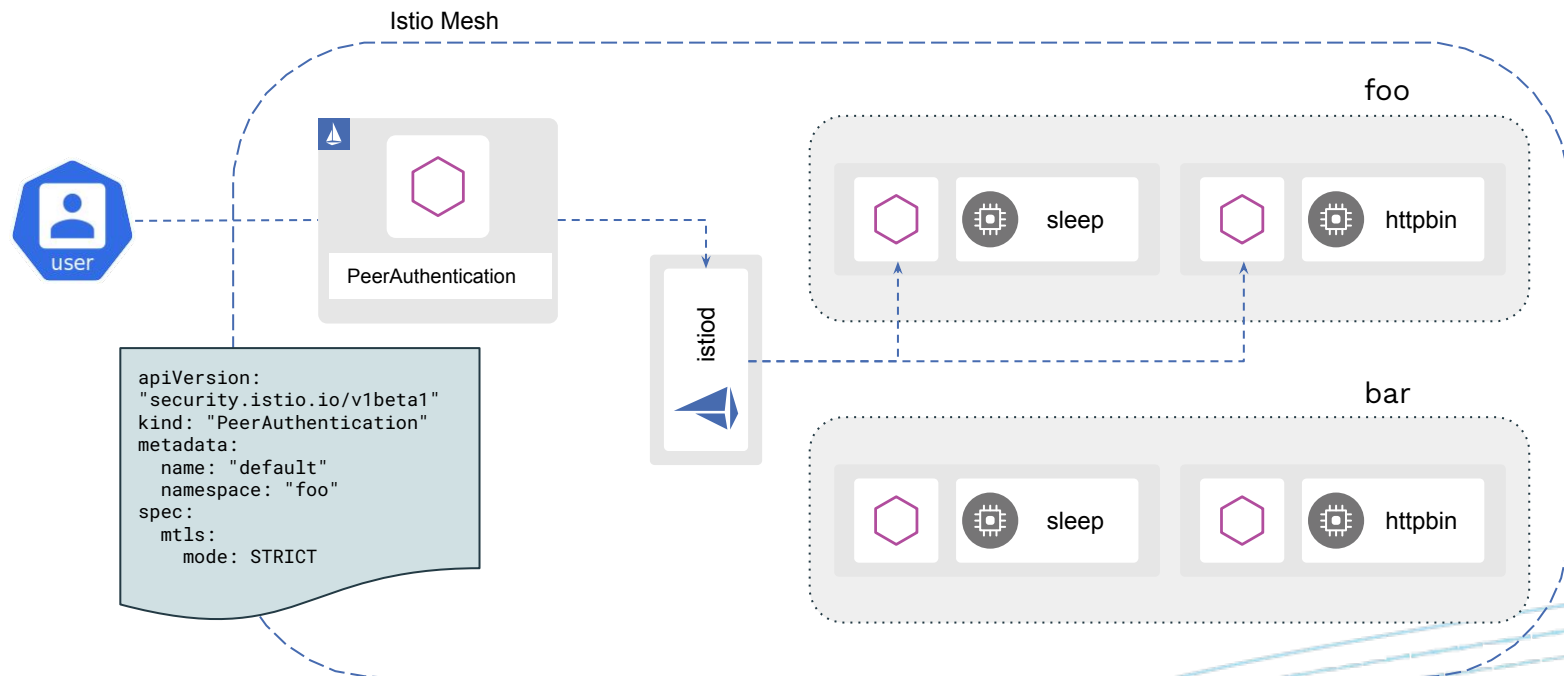 Istio Mesh
foo
user
PeerAuthentication
sleep
httpbin
istiod
apiVersion:
"security.istio.io/v1beta1"
kind: "PeerAuthentication"
metadata:
  name: "default"
  namespace: "foo"
spec:
  mtls:
    mode: STRICT
bar
sleep
httpbin